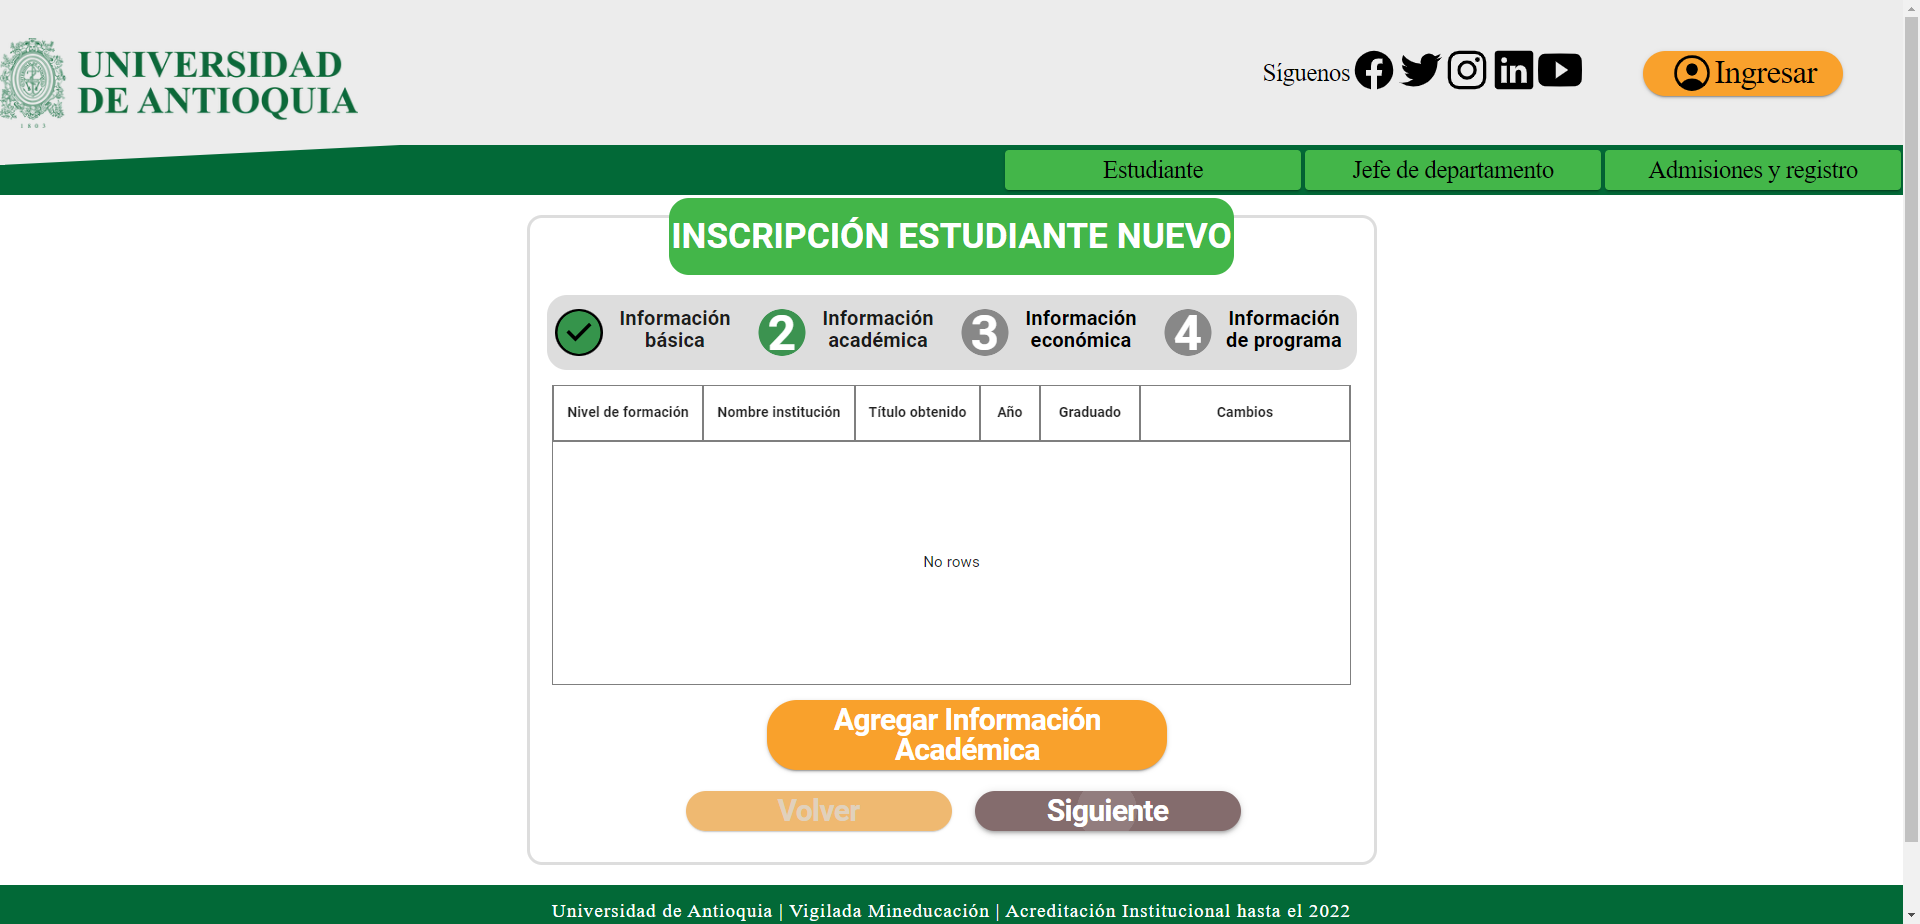 UNIVERSIDAD
DE ANTIOQUIA
1803
Síguenos
Ingresar
Estudiante
Jefe de departamento
Admisiones y registro
INSCRIPCIÓN ESTUDIANTE NUEVO
Información
básica
2
Información
académica
3
Información
económica
4
Información
de programa
Nivel de formación
Nombre institución
Título obtenido
Año
Graduado
Cambios
No rows
Agregar Información
Académica
Volver
Siguiente
Universidad de Antioquia | Vigilada Mineducación | Acreditación Institucional hasta el 2022